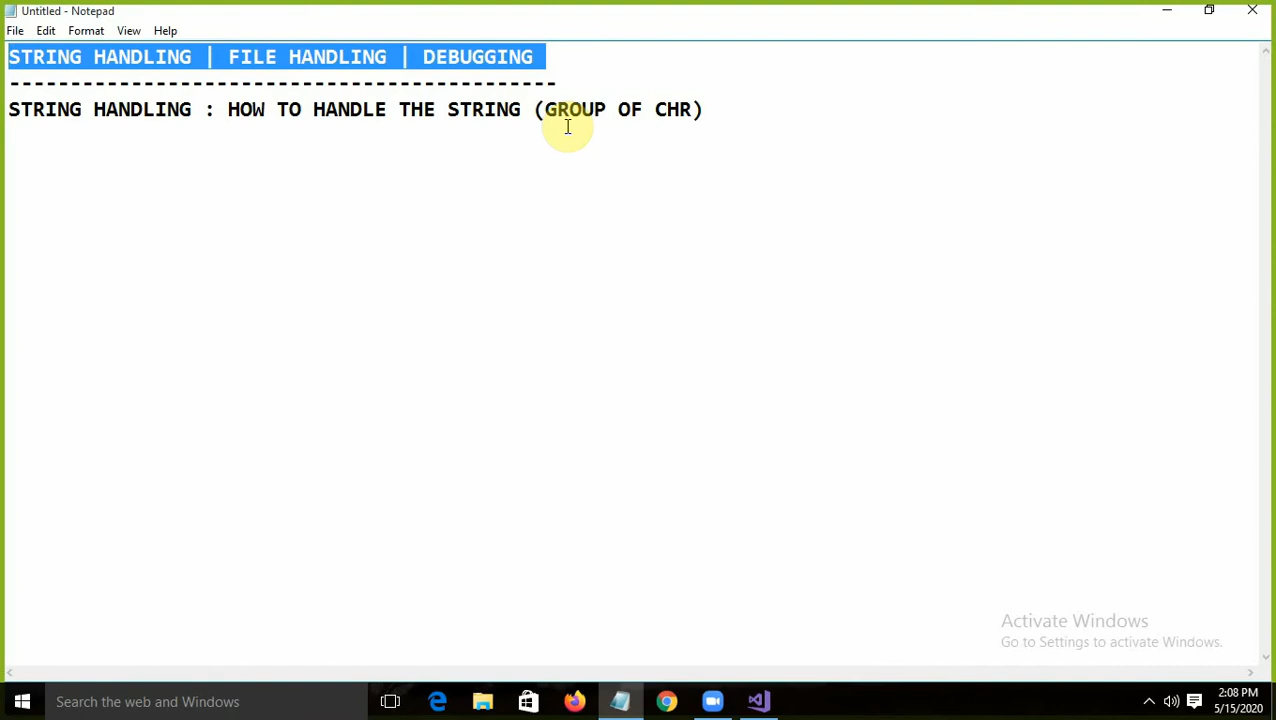 Untitled - Notepad
File Edit Format View Help
STRING HANDLING | FILE HANDLING | DEBUGGING
---------------------------------------------
STRING HANDLING : HOW TO HANDLE THE STRING (GROUP OF CHR)
Activate Windows
Go to Settings to activate Windows.
Search the web and Windows
2:08 PM
5/15/2020